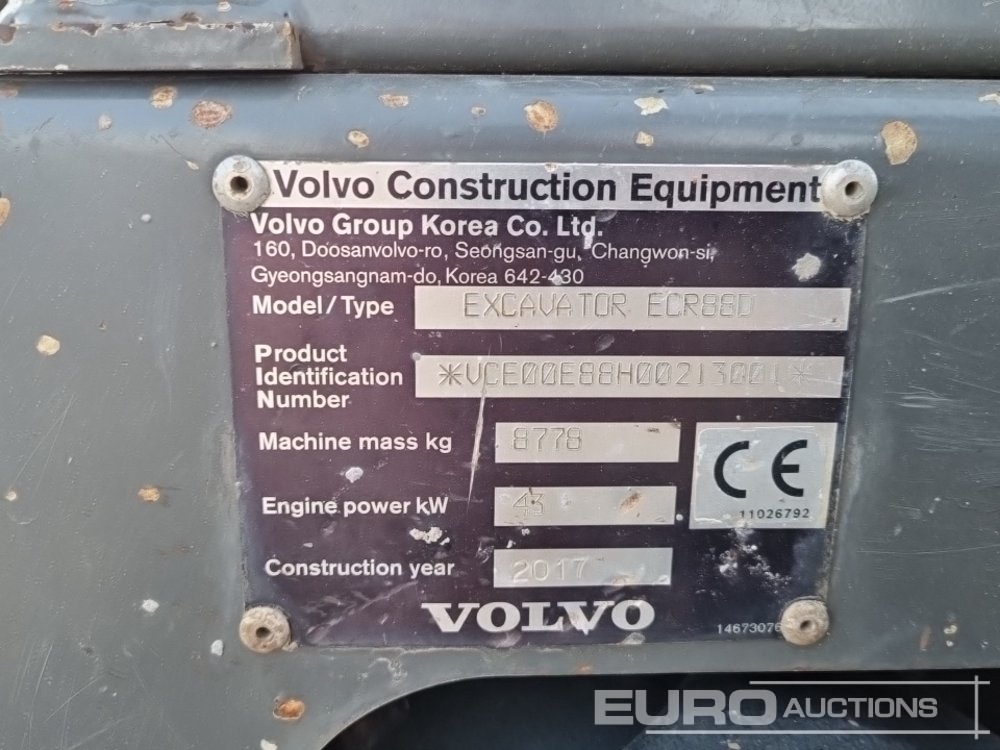 Volvo Construction Equipment
Volvo Group Korea Co. Ltd.
160, Doosanvolvo-ro, Seongsan-gu, Changwon-si,
Gyeongsangnam-do, Korea 642-430
Model/Type EXCAVATOR ECR88D
Product
Identification *VCE00E88H00213001*
Number
Machine mass kg 8778
CE
11026792
Engine power kW 43
Construction year 2017
VOLVO
EURO AUCTIONS